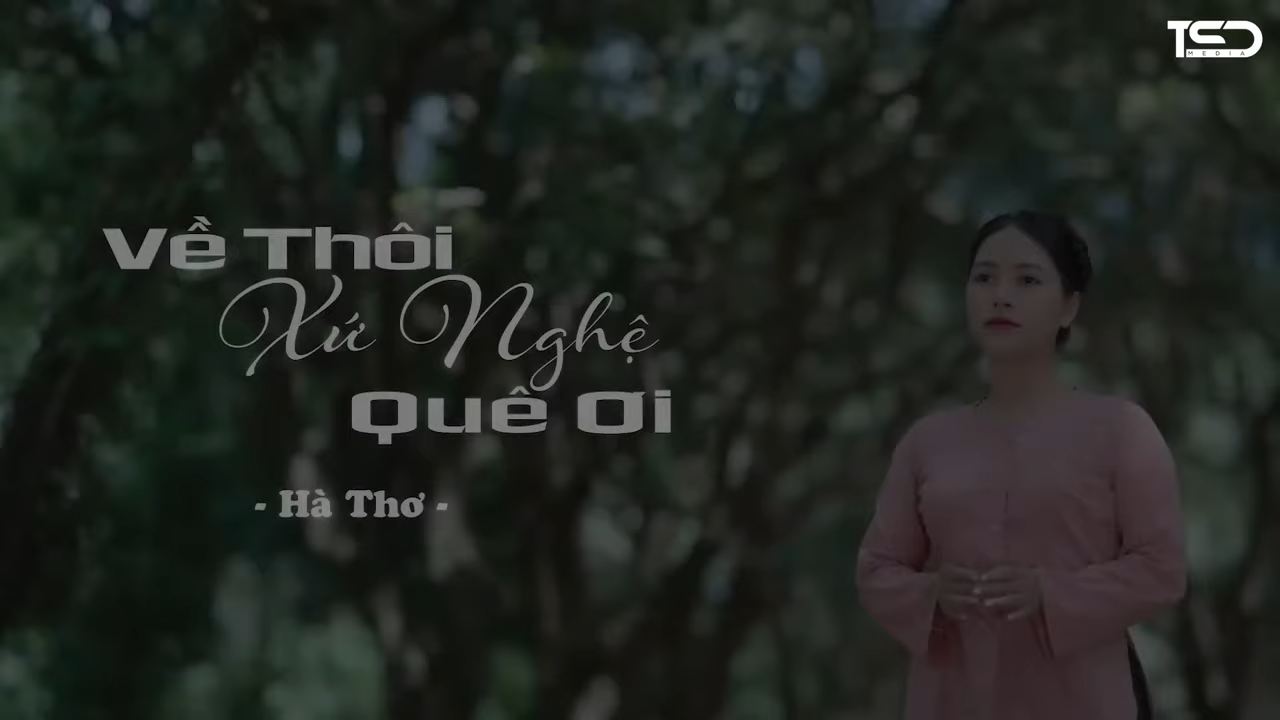 TSD
MEDIA
Về Thôi
Xứ Nghệ
Quê Ơi
- Hà Thơ -